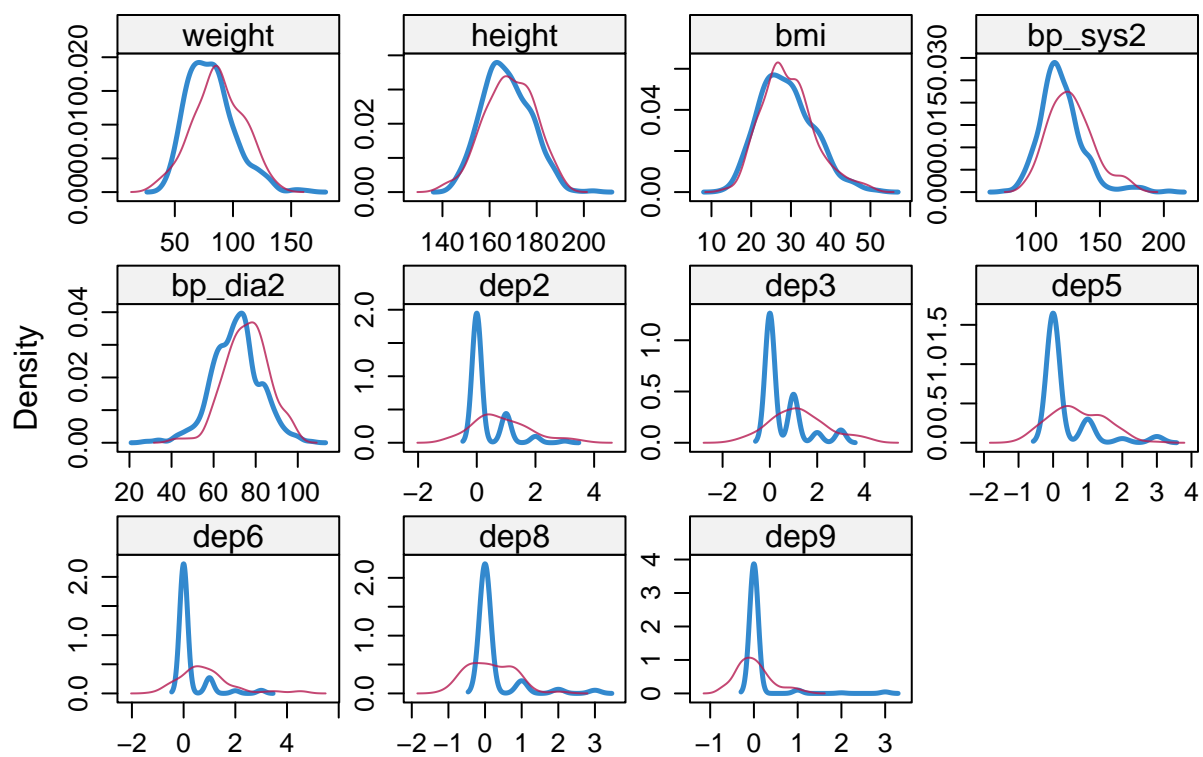 weight
height
bmi
bp_sys2
0.000 0.010 0.020
0.00 0.02
0.00 0.04
0.000 0.015 0.030
50 100 150
140 160 180 200
10 20 30 40 50
100 150 200
bp_dia2
dep2
dep3
dep5
Density
0.00 0.02 0.04
0.0 1.0 2.0
0.0 0.5 1.0
0.0 0.5 1.0 1.5
20 40 60 80 100
−2 0 2 4
−2 0 2 4
−2 −1 0 1 2 3 4
dep6
dep8
dep9
0.0 1.0 2.0
0.0 1.0 2.0
0 1 2 3 4
−2 0 2 4
−2 −1 0 1 2 3
−1 0 1 2 3